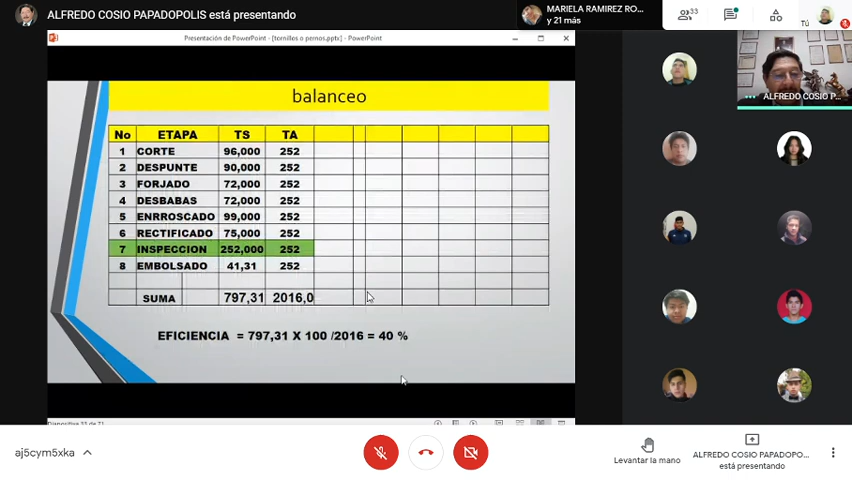 ALFREDO COSIO PAPADOPOLIS está presentando
MARIELA RAMIREZ RO...
y 21 más
33
Tú
Presentación de PowerPoint - [tornillos o pernos.pptx] - PowerPoint
balanceo
No ETAPA TS TA
1 CORTE 96,000 252
2 DESPUNTE 90,000 252
3 FORJADO 72,000 252
4 DESBABAS 72,000 252
5 ENRROSCADO 99,000 252
6 RECTIFICADO 75,000 252
7 INSPECCION 252,000 252
8 EMBOLSADO 41,31 252
SUMA 797,31 2016,0
EFICIENCIA = 797,31 X 100 /2016 = 40 %
ALFREDO COSIO P...
aj5cym5xka
Levantar la mano
ALFREDO COSIO PAPADOPO...
está presentando